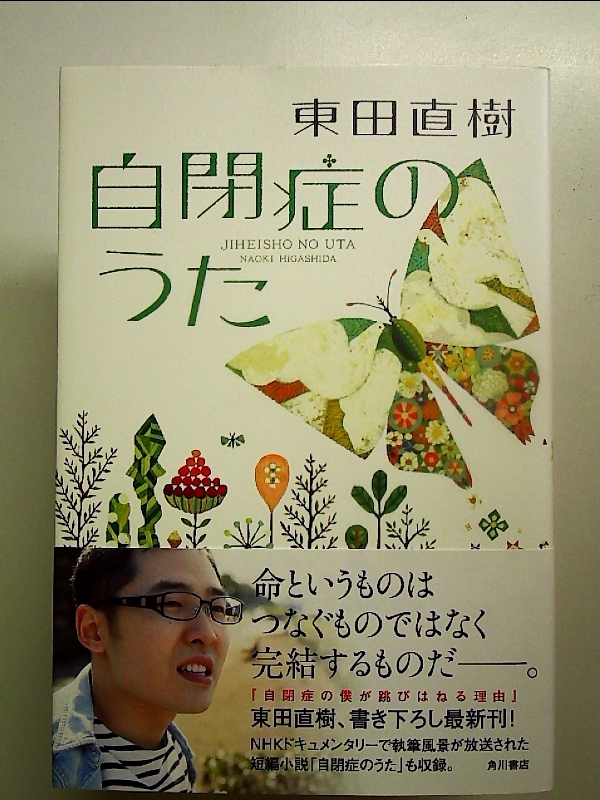 東田直樹
自閉症の
うた
JIHEISHO NO UTA
NAOKI HIGASHIDA
命というものは
つなぐものではなく
完結するものだ――。
『自閉症の僕が跳びはねる理由』
東田直樹、書き下ろし最新刊!
NHKドキュメンタリーで執筆風景が放送された
短編小説「自閉症のうた」も収録。
角川書店